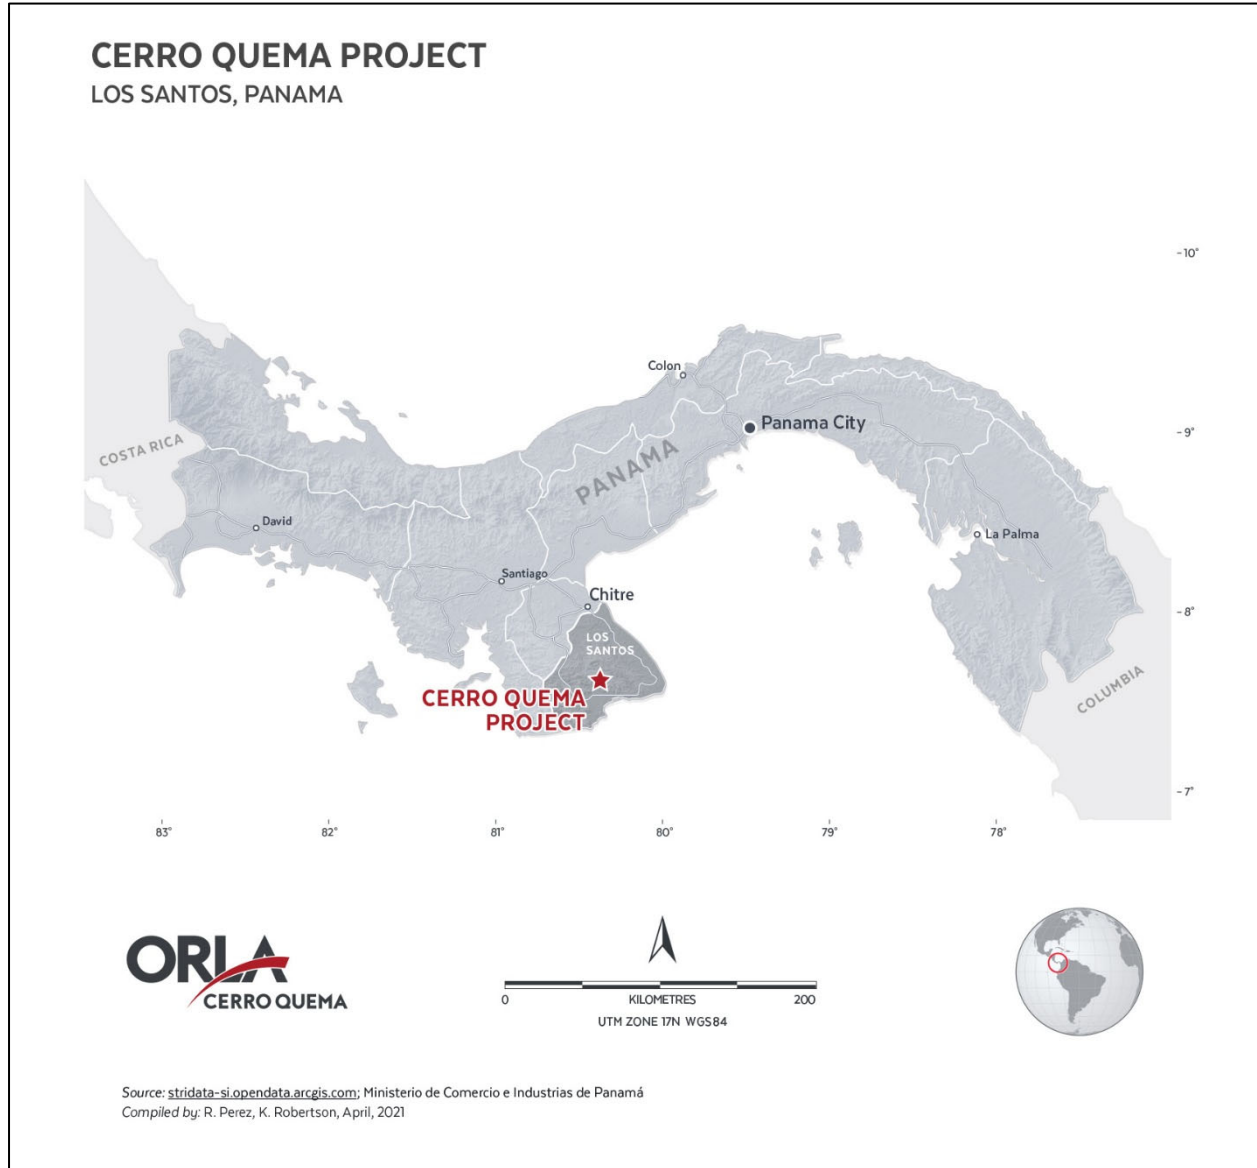 CERRO QUEMA PROJECT
LOS SANTOS, PANAMA
-10°
Colon
Panama City
-9°
COSTA RICA
PANAMA
David
La Palma
Santiago
Chitre
-8°
LOS
SANTOS
CERRO QUEMA
PROJECT
COLUMBIA
-7°
83°
82°
81°
80°
79°
78°
ORLA
CERRO QUEMA
0
KILOMETRES
200
UTM ZONE 17N WGS84
Source: stridata-si.opendata.arcgis.com; Ministerio de Comercio e Industrias de Panamá
Compiled by: R. Perez, K. Robertson, April, 2021